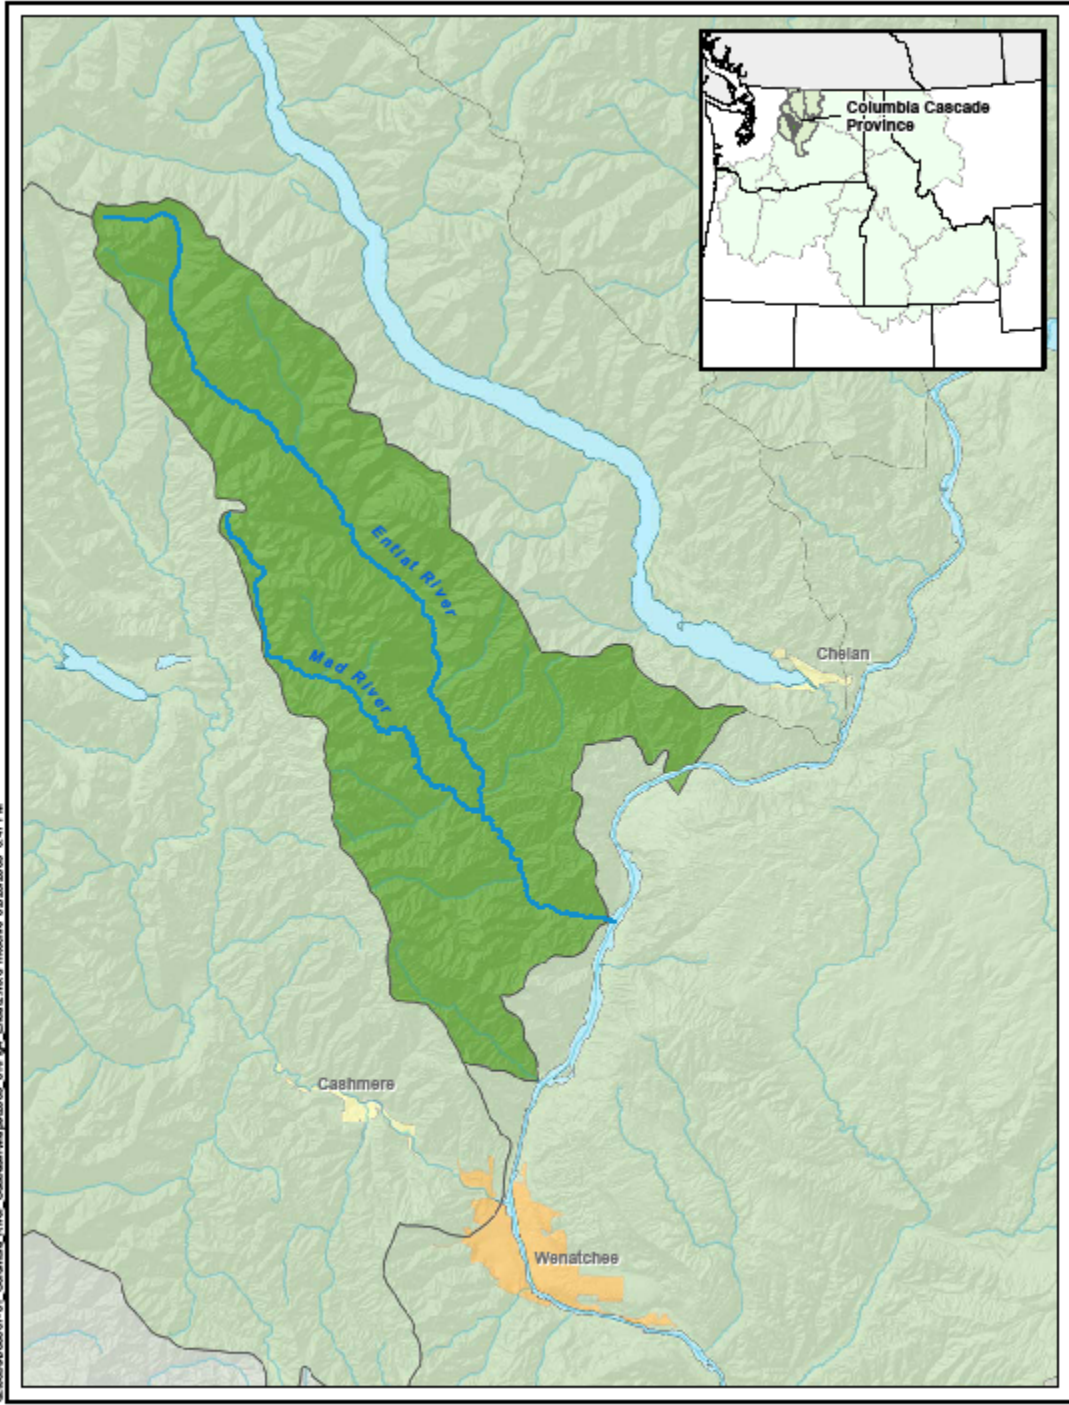 Columbia Cascade
Province
Entiat River
Mad River
Chelan
Cashmere
Wenatchee